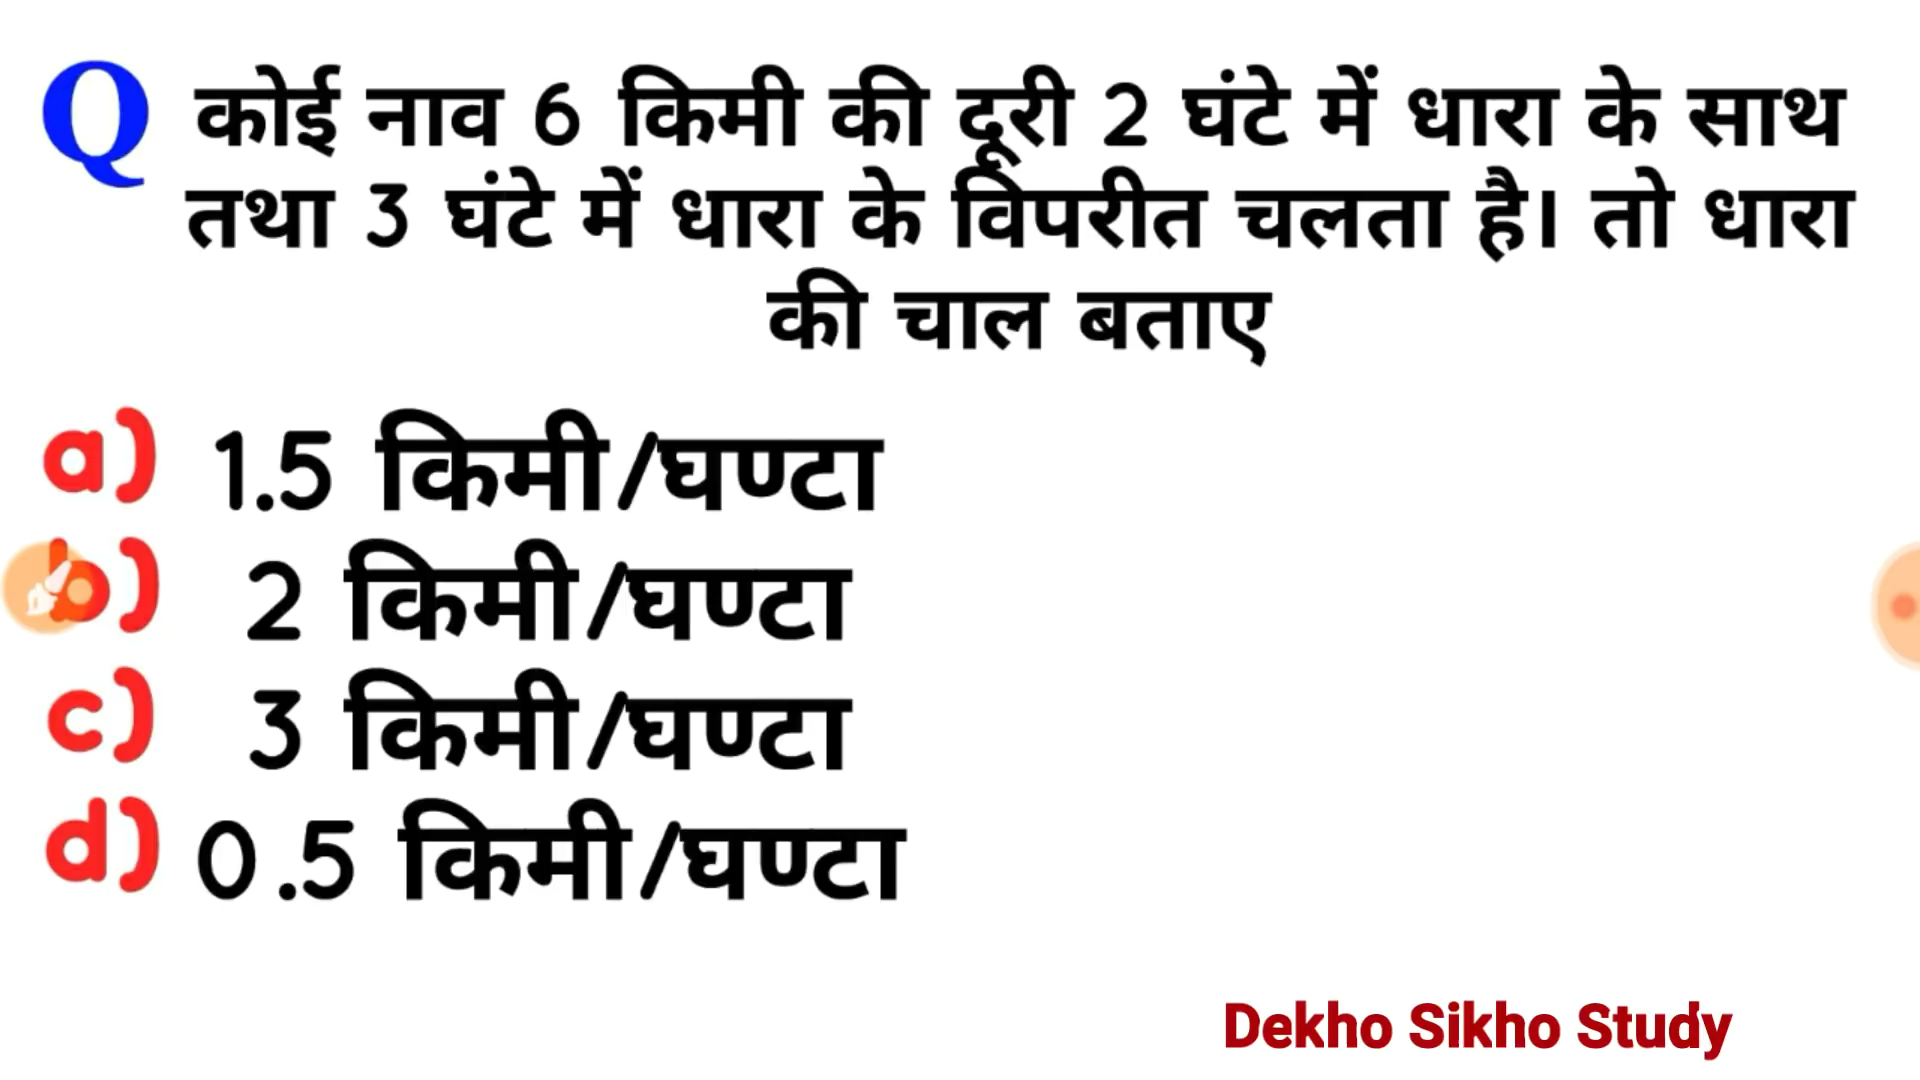 Q कोई नाव 6 किमी की दूरी 2 घंटे में धारा के साथ
तथा 3 घंटे में धारा के विपरीत चलता है। तो धारा
की चाल बताए
a) 1.5 किमी/घण्टा
b) 2 किमी/घण्टा
c) 3 किमी/घण्टा
d) 0.5 किमी/घण्टा
Dekho Sikho Study